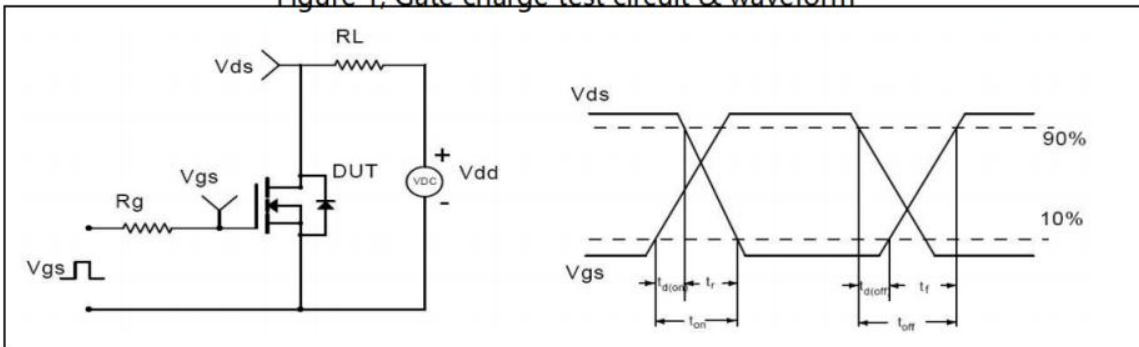 Figure 1, Gate charge test circuit & waveform
RL
Vds
Vds
90%
Vgs
DUT
+
VDC
Vdd
Rg
-
10%
Vgs
Vgs
td(on)
tr
td(off)
tf
ton
toff